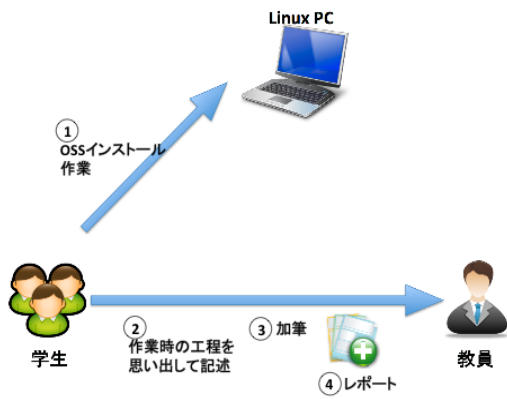 Linux PC
①
OSSインストール
作業
学生
②
作業時の工程を
思い出して記述
③ 加筆
④ レポート
教員